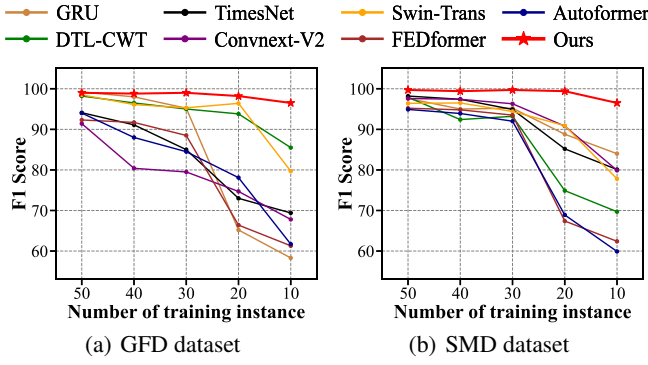 GRU TimesNet Swin-Trans Autoformer
DTL-CWT Convnext-V2 FEDformer Ours
100
90
80
70
60
F1 Score
50 40 30 20 10
Number of training instance
(a) GFD dataset
100
90
80
70
60
F1 Score
50 40 30 20 10
Number of training instance
(b) SMD dataset